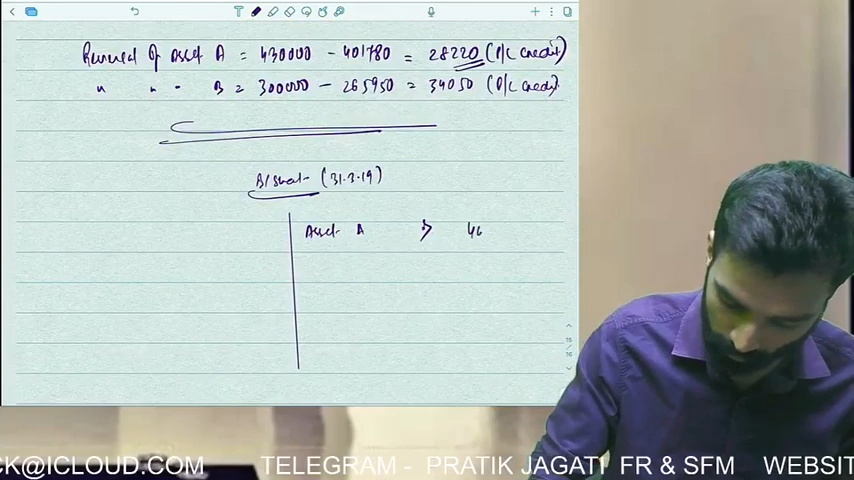 Reversal Of Asset A = 430000 - 401780 = 28220 (P/L Credit)
" " " B = 300000 - 265950 = 34050 (P/L Credit)
B/Sheet (31.3.19)
Asset A
CK@ICLOUD.COM TELEGRAM - PRATIK JAGATI FR & SFM WEBSIT